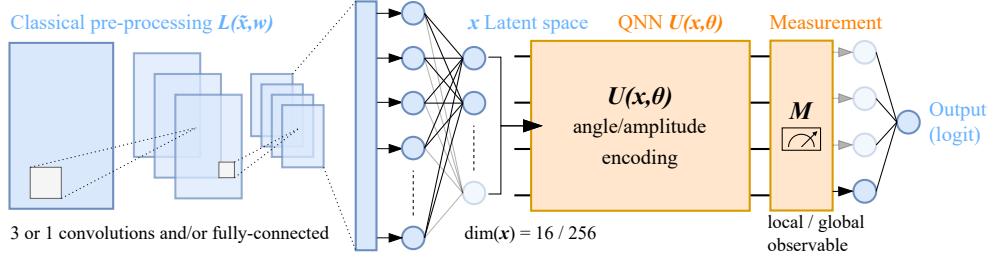 Classical pre-processing L(x̃,w)
x Latent space
QNN U(x,θ)
Measurement
U(x,θ)
angle/amplitude
encoding
M
Output
(logit)
3 or 1 convolutions and/or fully-connected
dim(x) = 16 / 256
local / global
observable